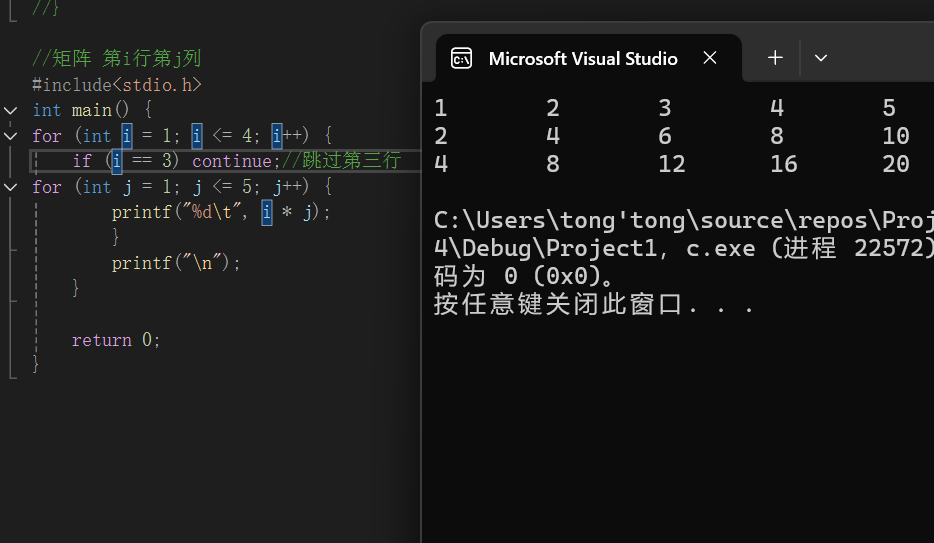 //}
//矩阵 第i行第j列
#include<stdio.h>
int main() {
for (int i = 1; i <= 4; i++) {
if (i == 3) continue;//跳过第三行
for (int j = 1; j <= 5; j++) {
printf("%d\t", i * j);
}
printf("\n");
}
return 0;
}
Microsoft Visual Studio
1 2 3 4 5
2 4 6 8 10
4 8 12 16 20
C:\Users\tong'tong\source\repos\Proj
4\Debug\Project1, c.exe (进程 22572)
码为 0 (0x0)。
按任意键关闭此窗口. . .